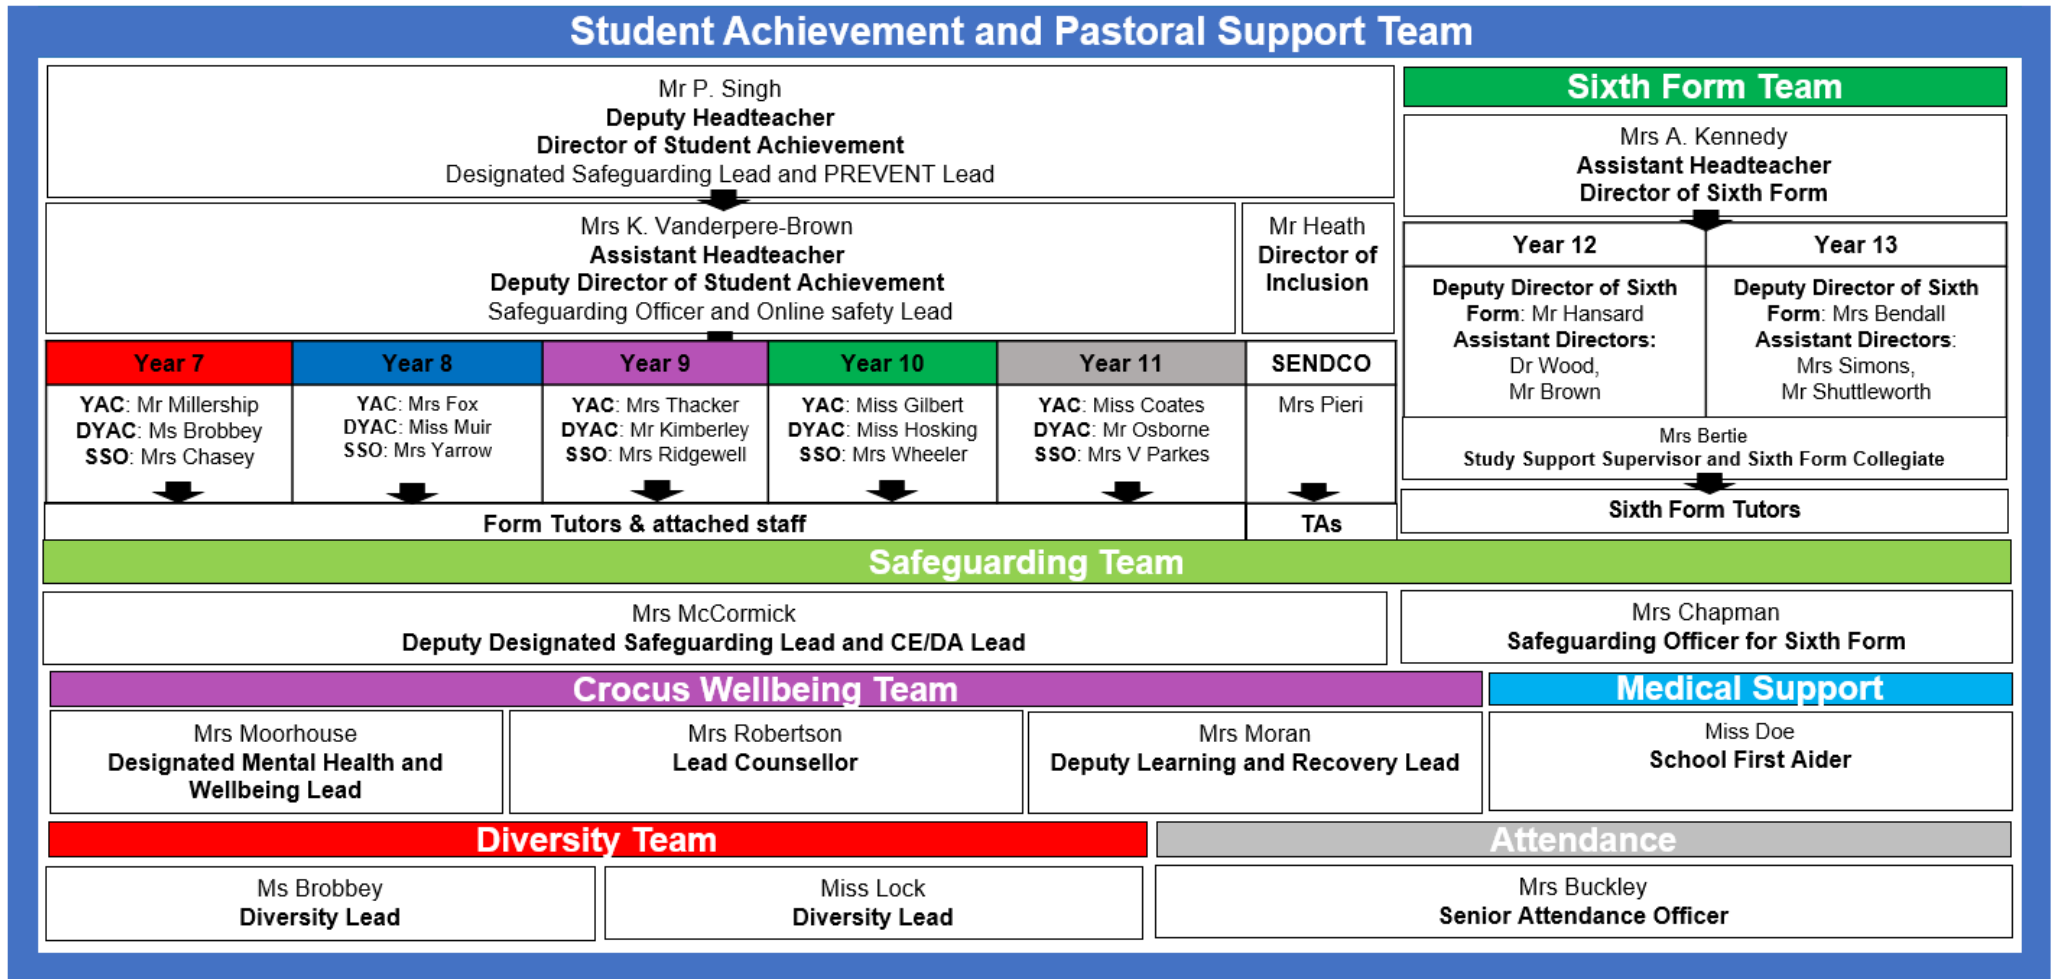 Student Achievement and Pastoral Support Team
Mr P. Singh
Deputy Headteacher
Director of Student Achievement
Designated Safeguarding Lead and PREVENT Lead
Mrs K. Vanderpere-Brown
Assistant Headteacher
Deputy Director of Student Achievement
Safeguarding Officer and Online safety Lead
Mr Heath
Director of
Inclusion
Year 7
YAC: Mr Millership
DYAC: Ms Brobbey
SSO: Mrs Chasey
Year 8
YAC: Mrs Fox
DYAC: Miss Muir
SSO: Mrs Yarrow
Year 9
YAC: Mrs Thacker
DYAC: Mr Kimberley
SSO: Mrs Ridgewell
Year 10
YAC: Miss Gilbert
DYAC: Miss Hosking
SSO: Mrs Wheeler
Year 11
YAC: Miss Coates
DYAC: Mr Osborne
SSO: Mrs V Parkes
SENDCO
Mrs Pieri
Form Tutors & attached staff
TAs
Sixth Form Team
Mrs A. Kennedy
Assistant Headteacher
Director of Sixth Form
Year 12
Deputy Director of Sixth
Form: Mr Hansard
Assistant Directors:
Dr Wood,
Mr Brown
Year 13
Deputy Director of Sixth
Form: Mrs Bendall
Assistant Directors:
Mrs Simons,
Mr Shuttleworth
Mrs Bertie
Study Support Supervisor and Sixth Form Collegiate
Sixth Form Tutors
Safeguarding Team
Mrs McCormick
Deputy Designated Safeguarding Lead and CE/DA Lead
Mrs Chapman
Safeguarding Officer for Sixth Form
Crocus Wellbeing Team
Mrs Moorhouse
Designated Mental Health and
Wellbeing Lead
Mrs Robertson
Lead Counsellor
Mrs Moran
Deputy Learning and Recovery Lead
Medical Support
Miss Doe
School First Aider
Diversity Team
Ms Brobbey
Diversity Lead
Miss Lock
Diversity Lead
Attendance
Mrs Buckley
Senior Attendance Officer